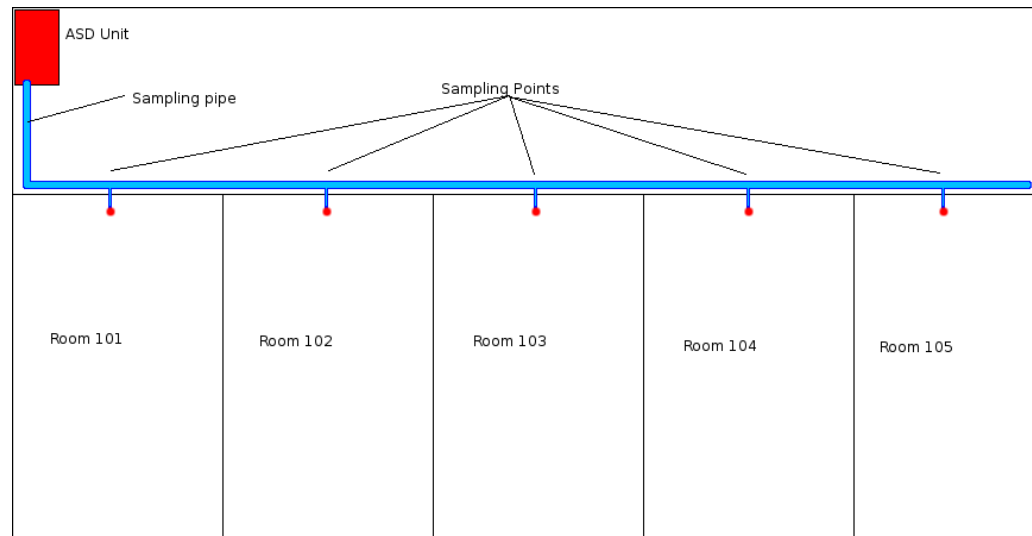 ASD Unit
Sampling pipe
Sampling Points
Room 101
Room 102
Room 103
Room 104
Room 105